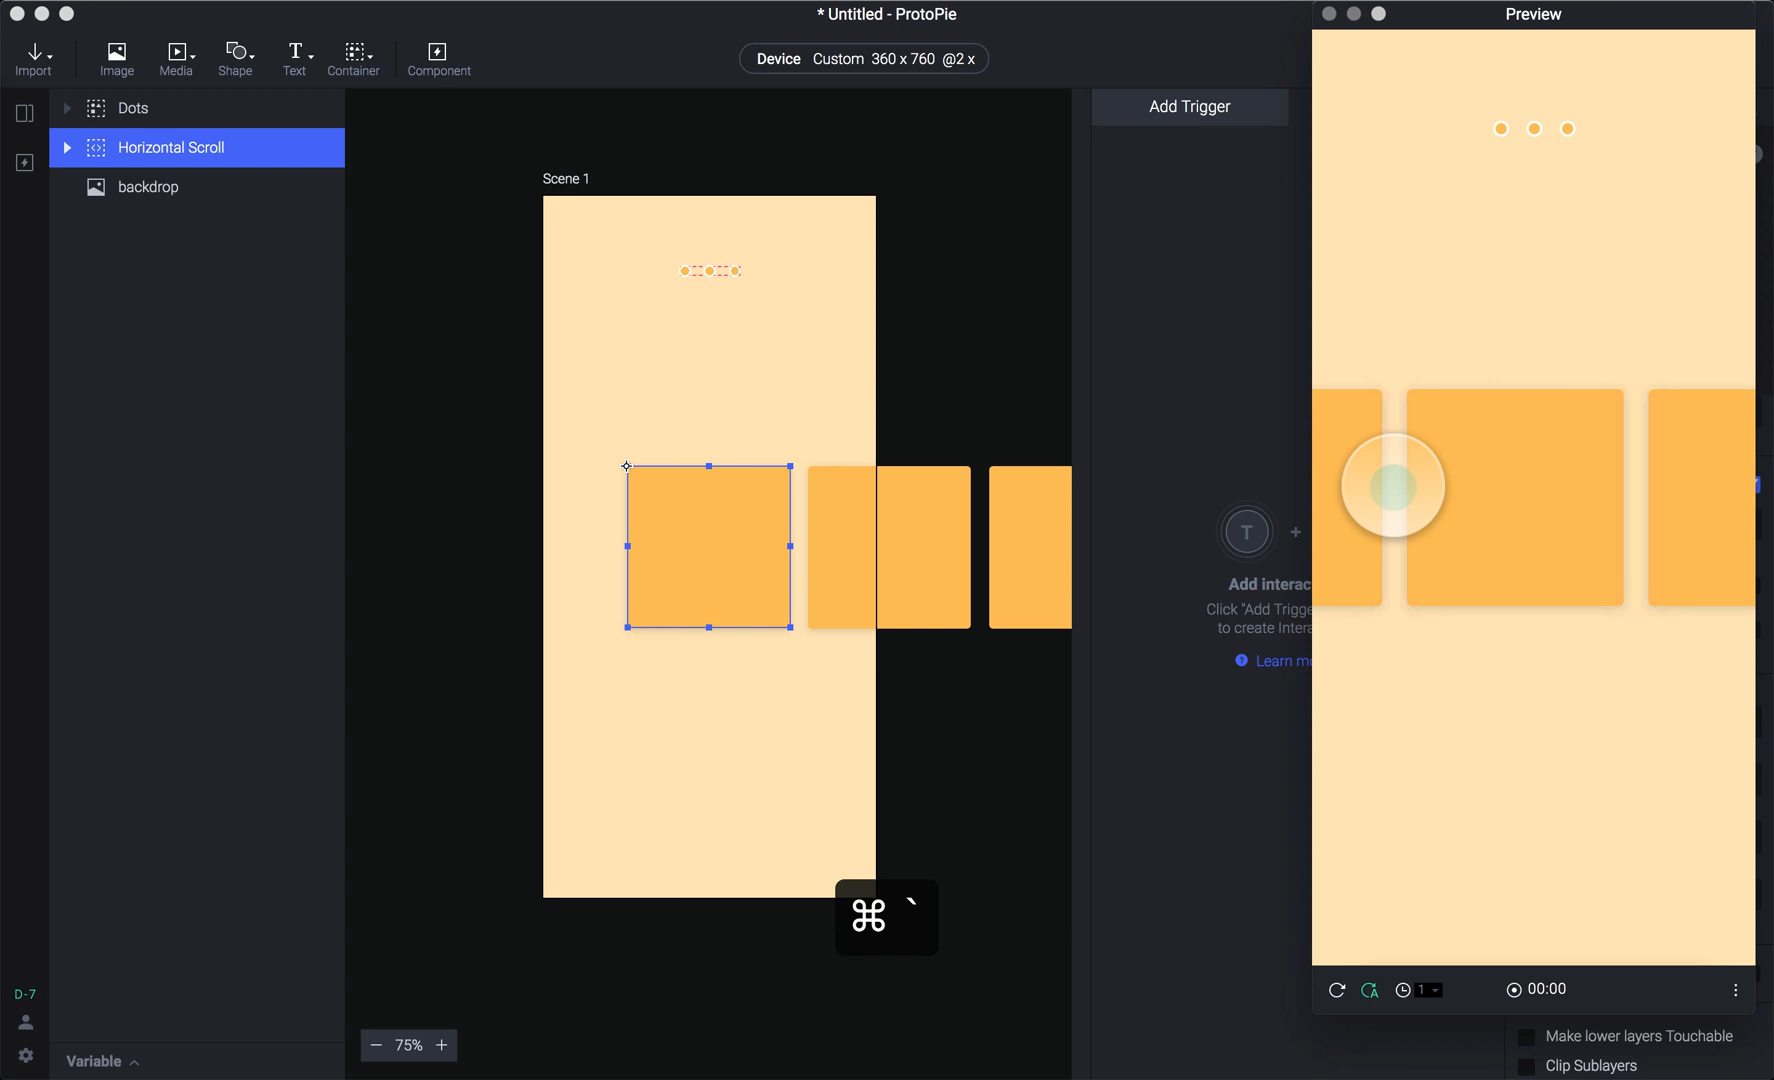 * Untitled - ProtoPie
Preview
Import
Image
Media
Shape
T
Text
Container
Component
Device Custom 360 x 760 @2 x
Dots
Horizontal Scroll
backdrop
Scene 1
Add Trigger
T +
Add interac
Click "Add Trigge
to create Intera
? Learn mo
⌘ `
D-7
Variable
− 75% +
A
1
00:00
Make lower layers Touchable
Clip Sublayers